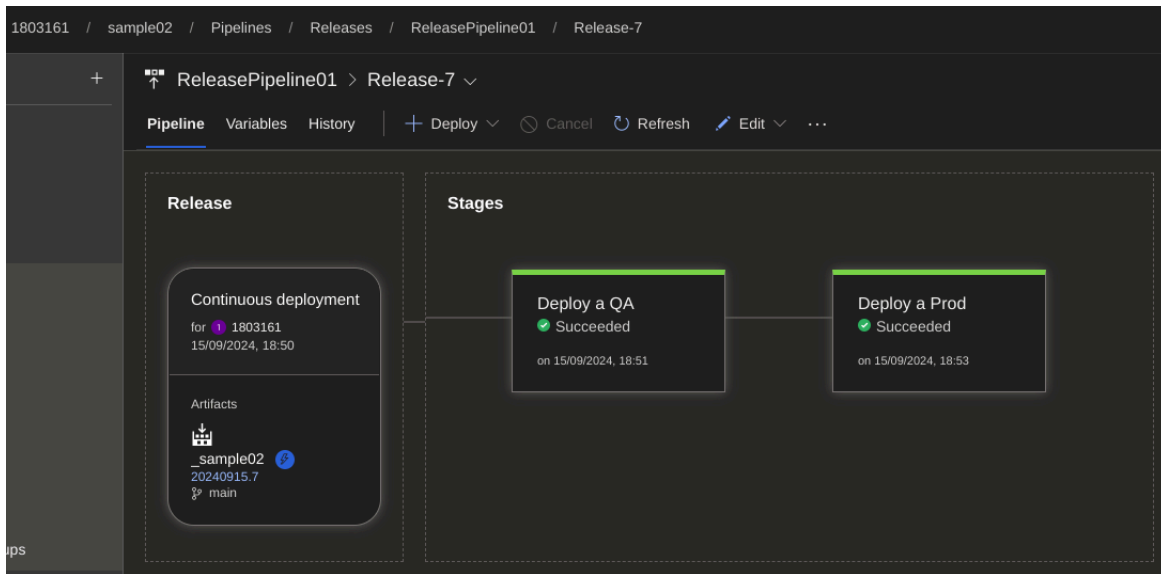 1803161 / sample02 / Pipelines / Releases / ReleasePipeline01 / Release-7
+
ReleasePipeline01 > Release-7
Pipeline Variables History + Deploy Cancel Refresh Edit ...
Release
Stages
Continuous deployment
for 1 1803161
15/09/2024, 18:50
Artifacts
_sample02
20240915.7
main
Deploy a QA
Succeeded
on 15/09/2024, 18:51
Deploy a Prod
Succeeded
on 15/09/2024, 18:53
ups